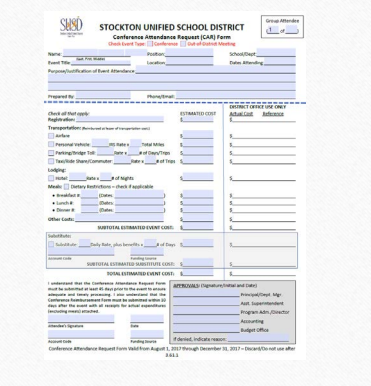 SUSD
STOCKTON UNIFIED SCHOOL DISTRICT
Conference Attendance Request (CAR) Form
Check Event Type: Conference Out-of-District Meeting
Group Attendee
1 of
Name: Position: School/Dept:
Event Title: Location: Dates Attending:
Purpose/Justification of Event Attendance:
Prepared By: Phone/Email:
DISTRICT OFFICE USE ONLY
Check all that apply: ESTIMATED COST Actual Cost Reference
Registration: $ $
Transportation: (Reimbursed at lesser of transportation cost)
Airfare $ $
Personal Vehicle: IRS Rate x Total Miles $ $
Parking/Bridge Toll: Rate x # of Days/Trips $ $
Taxi/Ride Share/Commuter: Rate x # of Trips $ $
Lodging:
Hotel: Rate x # of Nights $ $
Meals: Dietary Restrictions – check if applicable
• Breakfast # (Dates: ) $ $
• Lunch #: (Dates: ) $ $
• Dinner #: (Dates: ) $ $
Other Costs: $ $
SUBTOTAL ESTIMATED EVENT COST: $ $
Substitute:
Substitute: Daily Rate, plus benefits x # of Days $ $
Account Code Funding Source
SUBTOTAL ESTIMATED SUBSTITUTE COST: $ $
TOTAL ESTIMATED EVENT COST: $ $
I understand that the Conference Attendance Request Form
must be submitted at least 45 days prior to the event to ensure
adequate and timely processing. I also understand that the
Conference Reimbursement Form must be submitted within 10
days after the event with all receipts for actual expenditures
(excluding meals) attached.
Attendee's Signature Date
Account Code Funding Source
APPROVALS: (Signature/Initial and Date)
Principal/Dept. Mgr.
Asst. Superintendent
Program Adm./Director
Accounting
Budget Office
If denied, indicate reason:
Conference Attendance Request Form Valid from August 1, 2017 through December 31, 2017 – Discard/Do not use after
3.61.1